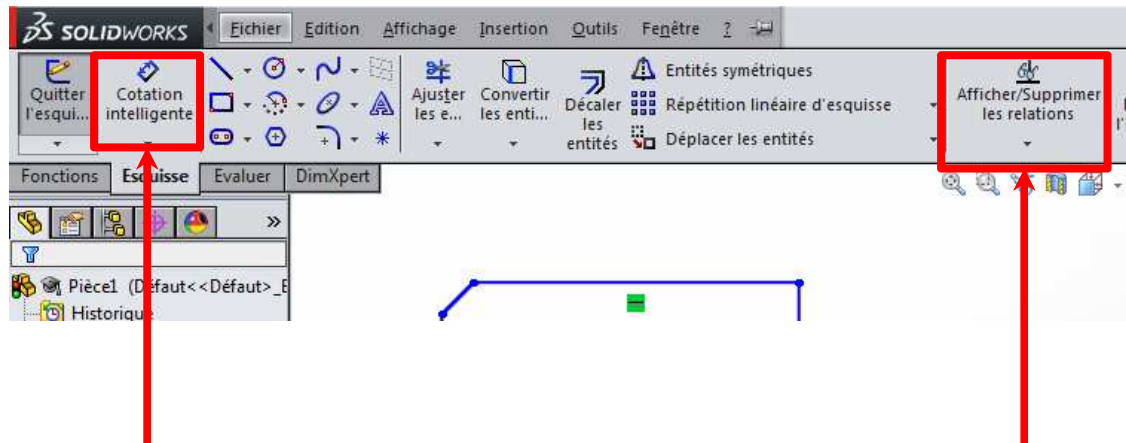 SOLIDWORKS Fichier Edition Affichage Insertion Outils Fenêtre ?
Quitter l'esqui...
Cotation intelligente
Ajuster les e...
Convertir les enti...
Décaler les entités
Entités symétriques
Répétition linéaire d'esquisse
Déplacer les entités
Afficher/Supprimer les relations
Fonctions Esquisse Evaluer DimXpert
»
Pièce1 (Défaut<<Défaut>_E
Historique